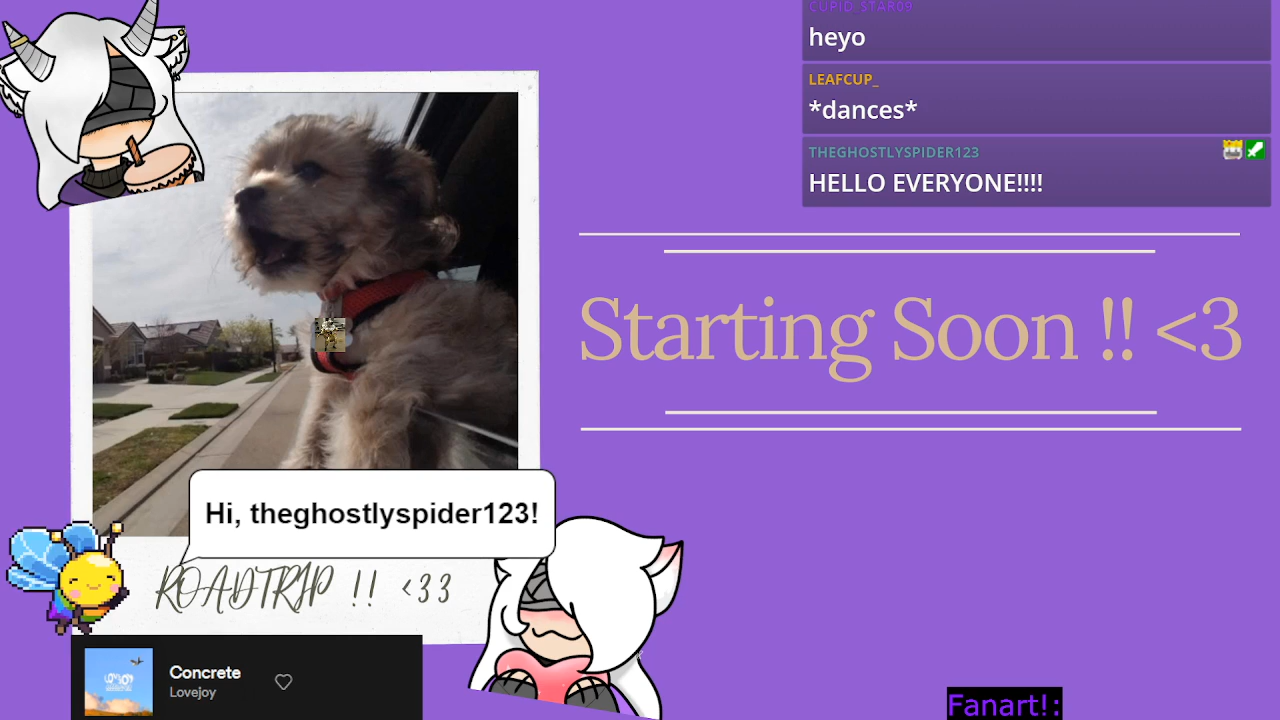 CUPID_STAR09
heyo
LEAFCUP_
*dances*
THEGHOSTLYSPIDER123
HELLO EVERYONE!!!!
Starting Soon !! <3
Hi, theghostlyspider123!
ROADTRIP !! <33
Concrete
Lovejoy
Fanart!: